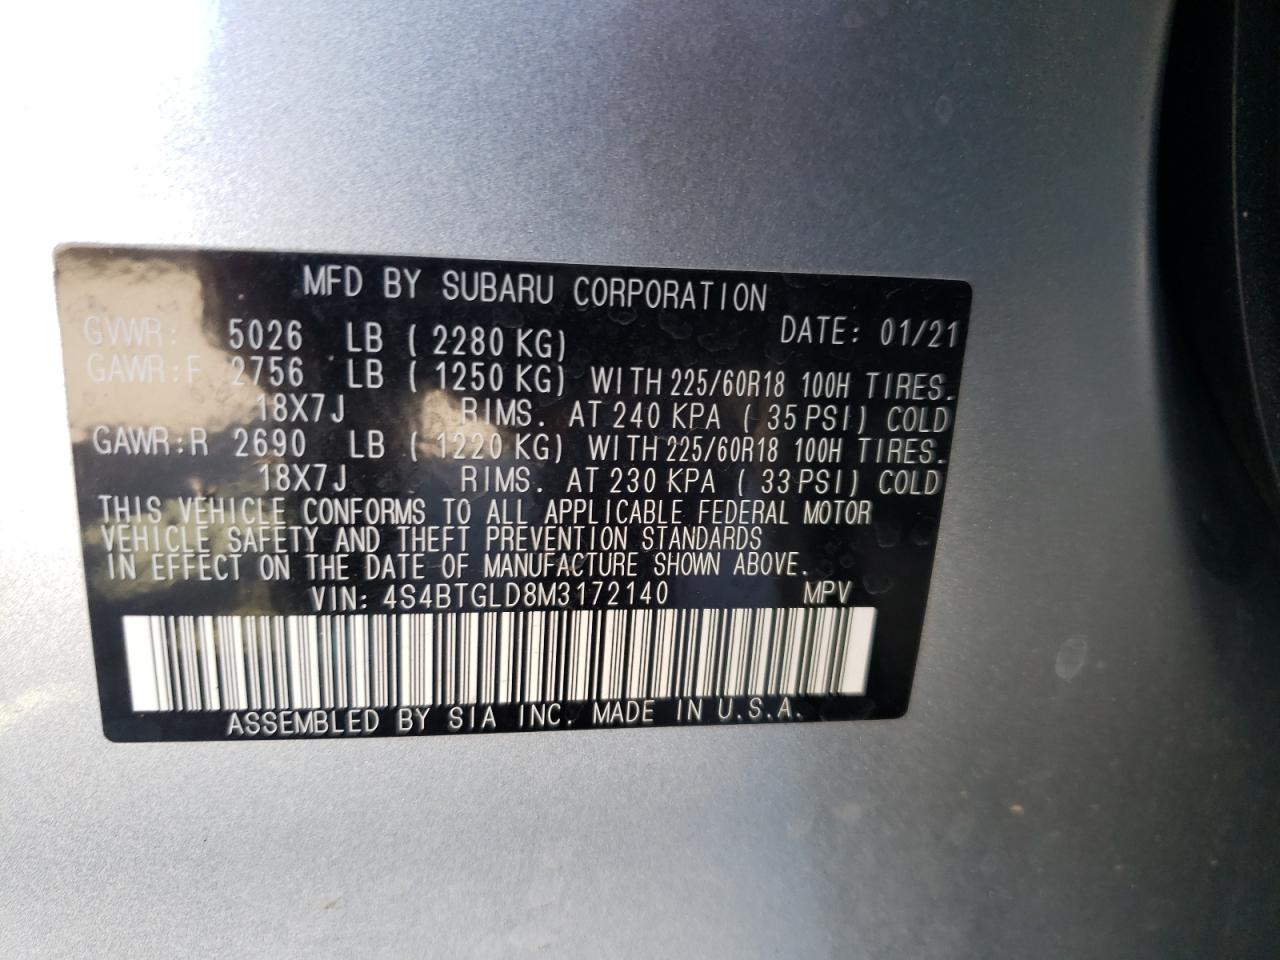 MFD BY SUBARU CORPORATION
GVWR: 5026 LB ( 2280 KG) DATE: 01/21
GAWR:F 2756 LB ( 1250 KG) WITH 225/60R18 100H TIRES.
18X7J RIMS. AT 240 KPA ( 35 PSI) COLD
GAWR:R 2690 LB ( 1220 KG) WITH 225/60R18 100H TIRES.
18X7J RIMS. AT 230 KPA ( 33 PSI) COLD
THIS VEHICLE CONFORMS TO ALL APPLICABLE FEDERAL MOTOR
VEHICLE SAFETY AND THEFT PREVENTION STANDARDS
IN EFFECT ON THE DATE OF MANUFACTURE SHOWN ABOVE.
VIN: 4S4BTGLD8M3172140 MPV
ASSEMBLED BY SIA INC. MADE IN U.S.A.